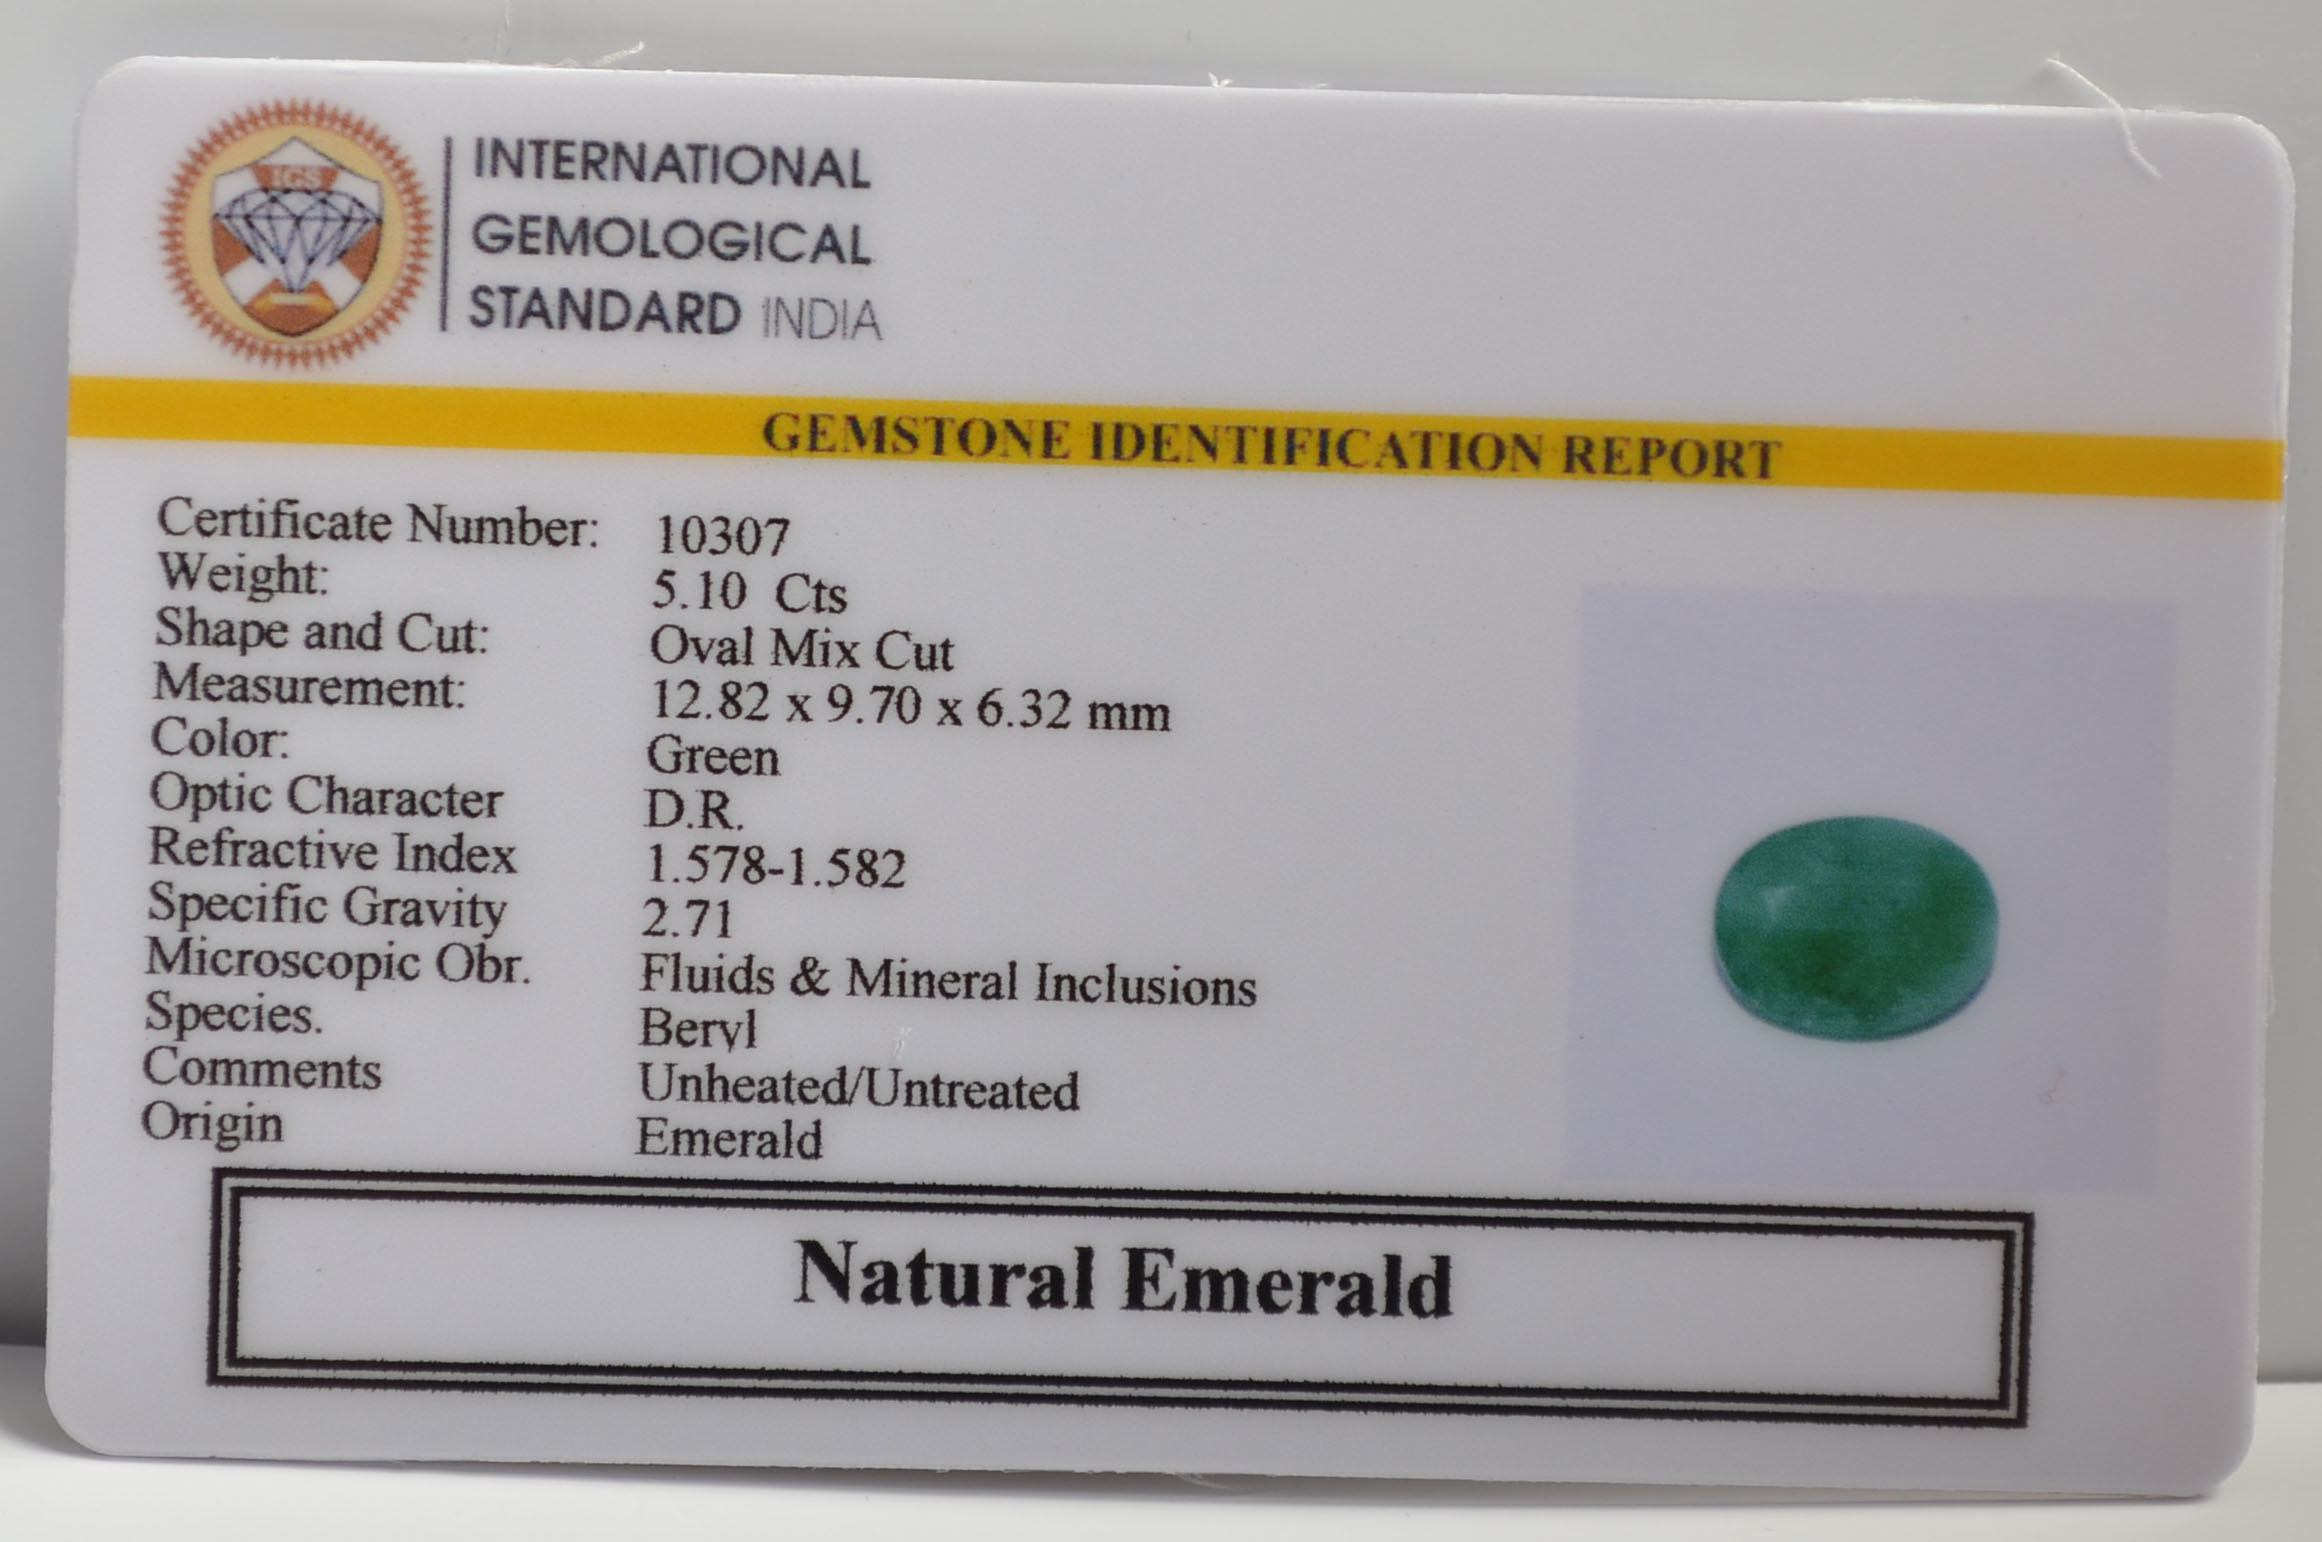 IGS
INTERNATIONAL
GEMOLOGICAL
STANDARD INDIA
GEMSTONE IDENTIFICATION REPORT
Certificate Number: 10307
Weight: 5.10 Cts
Shape and Cut: Oval Mix Cut
Measurement: 12.82 x 9.70 x 6.32 mm
Color: Green
Optic Character D.R.
Refractive Index 1.578-1.582
Specific Gravity 2.71
Microscopic Obr. Fluids & Mineral Inclusions
Species. Beryl
Comments Unheated/Untreated
Origin Emerald
Natural Emerald